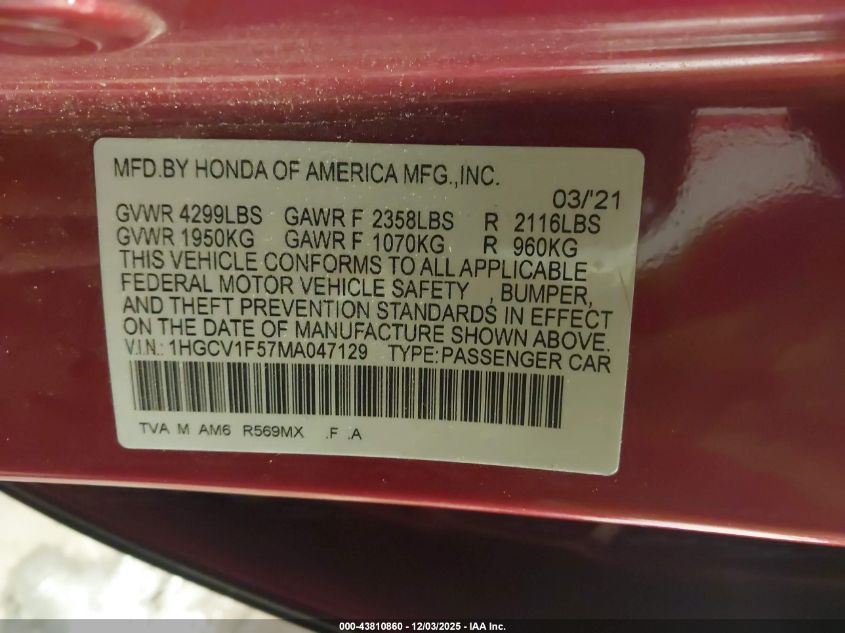 MFD.BY HONDA OF AMERICA MFG.,INC.
03/'21
GVWR 4299LBS GAWR F 2358LBS R 2116LBS
GVWR 1950KG GAWR F 1070KG R 960KG
THIS VEHICLE CONFORMS TO ALL APPLICABLE
FEDERAL MOTOR VEHICLE SAFETY , BUMPER,
AND THEFT PREVENTION STANDARDS IN EFFECT
ON THE DATE OF MANUFACTURE SHOWN ABOVE.
V.I.N.: 1HGCV1F57MA047129 TYPE:PASSENGER CAR
TVA M AM6 R569MX .F .A
000-43810860 - 12/03/2025 - IAA Inc.